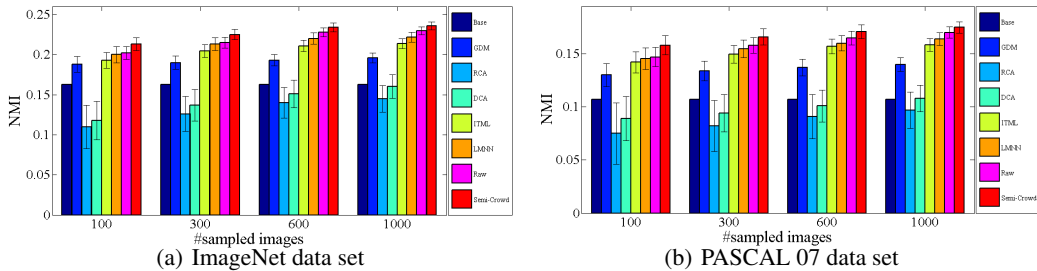 0.25
0.2
0.15
0.1
0.05
0
NMI
100
300
600
1000
#sampled images
Base
GDM
RCA
DCA
ITML
LMNN
Raw
Semi-Crowd
(a) ImageNet data set
0.15
0.1
0.05
0
NMI
100
300
600
1000
#sampled images
Base
GDM
RCA
DCA
ITML
LMNN
Raw
Semi-Crowd
(b) PASCAL 07 data set